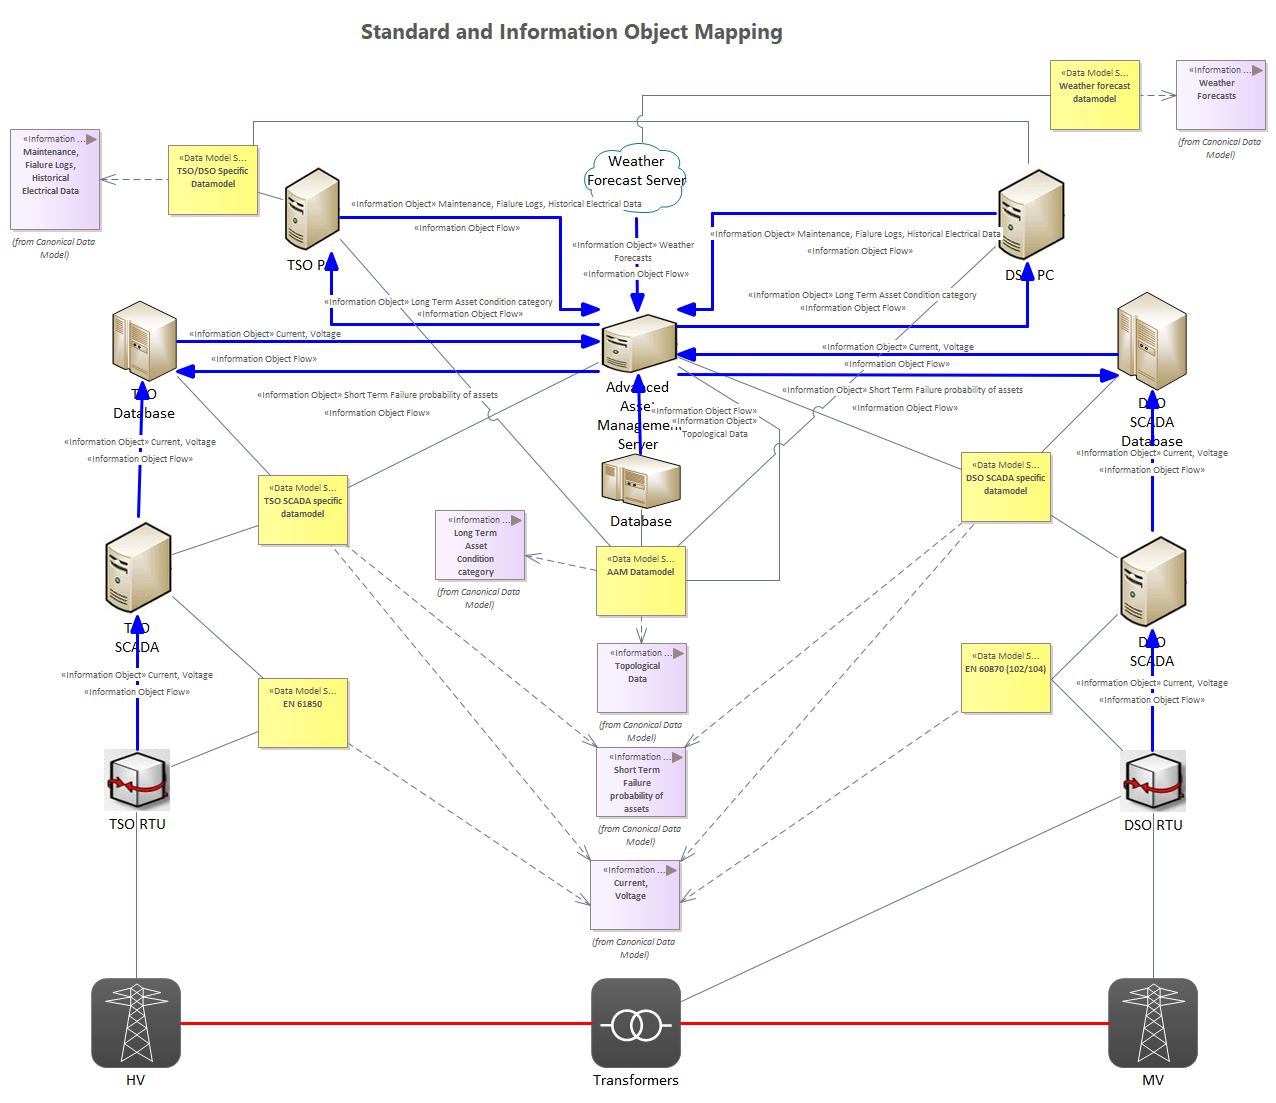 Standard and Information Object Mapping
«Data Model S...
Weather forecast
datamodel
«Information ...
Weather
Forecasts
(from Canonical Data
Model)
«Information ...
Maintenance,
Fialure Logs,
Historical
Electrical Data
(from Canonical Data
Model)
«Data Model S...
TSO/DSO Specific
Datamodel
Weather
Forecast Server
TSO P
«Information Object» Maintenance, Fialure Logs, Historical Electrical Data
«Information Object Flow»
«Information Object» Weather
Forecasts
«Information Object Flow»
«Information Object» Maintenance, Fialure Logs, Historical Electrical Data
«Information Object Flow»
PC
«Information Object» Long Term Asset Condition category
«Information Object Flow»
«Information Object» Long Term Asset Condition category
«Information Object Flow»
«Information Object» Current, Voltage
«Information Object Flow»
«Information Object» Current, Voltage
«Information Object Flow»
Database
«Information Object» Short Term Failure probability of assets
«Information Object Flow»
Advanced
Asset
Management
Server
«Information Object Flow»
«Information Object»
Topological Data
«Information Object» Short Term Failure probability of assets
«Information Object Flow»
SCADA
Database
«Information Object» Current, Voltage
«Information Object Flow»
«Information Object» Current, Voltage
«Information Object Flow»
«Data Model S...
TSO SCADA specific
datamodel
«Data Model S...
DSO SCADA specific
datamodel
Database
«Information ...
Long Term
Asset
Condition
category
(from Canonical Data
Model)
«Data Model S...
AAM Datamodel
SCADA
SCADA
«Information Object» Current, Voltage
«Information Object Flow»
«Information Object» Current, Voltage
«Information Object Flow»
«Data Model S...
EN 61850
«Information ...
Topological
Data
(from Canonical Data
Model)
«Data Model S...
EN 60870 (102/104)
«Information ...
Short Term
Failure
probability of
assets
(from Canonical Data
Model)
TSO RTU
DSO RTU
«Information ...
Current,
Voltage
(from Canonical Data
Model)
HV
Transformers
MV